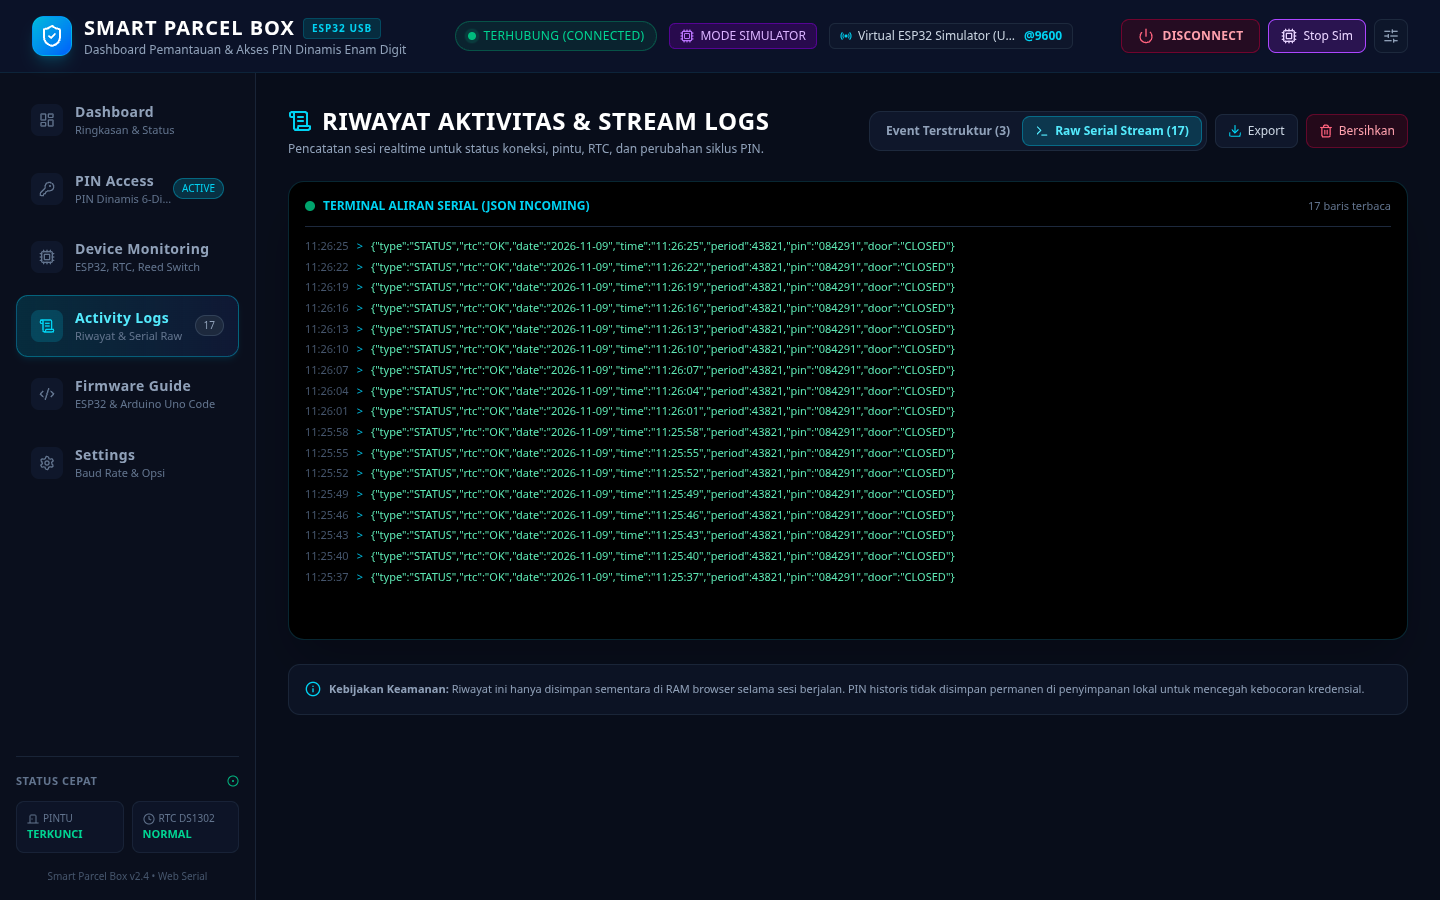 SMART PARCEL BOX ESP32 USB
Dashboard Pemantauan & Akses PIN Dinamis Enam Digit
TERHUBUNG (CONNECTED)
MODE SIMULATOR
Virtual ESP32 Simulator (U... @9600
DISCONNECT
Stop Sim
Dashboard
Ringkasan & Status
PIN Access
PIN Dinamis 6-Di...
ACTIVE
Device Monitoring
ESP32, RTC, Reed Switch
Activity Logs
Riwayat & Serial Raw
17
Firmware Guide
ESP32 & Arduino Uno Code
Settings
Baud Rate & Opsi
STATUS CEPAT
PINTU
TERKUNCI
RTC DS1302
NORMAL
Smart Parcel Box v2.4 • Web Serial
RIWAYAT AKTIVITAS & STREAM LOGS
Pencatatan sesi realtime untuk status koneksi, pintu, RTC, dan perubahan siklus PIN.
Event Terstruktur (3)
Raw Serial Stream (17)
Export
Bersihkan
TERMINAL ALIRAN SERIAL (JSON INCOMING)
17 baris terbaca
11:26:25 > {"type":"STATUS","rtc":"OK","date":"2026-11-09","time":"11:26:25","period":43821,"pin":"084291","door":"CLOSED"}
11:26:22 > {"type":"STATUS","rtc":"OK","date":"2026-11-09","time":"11:26:22","period":43821,"pin":"084291","door":"CLOSED"}
11:26:19 > {"type":"STATUS","rtc":"OK","date":"2026-11-09","time":"11:26:19","period":43821,"pin":"084291","door":"CLOSED"}
11:26:16 > {"type":"STATUS","rtc":"OK","date":"2026-11-09","time":"11:26:16","period":43821,"pin":"084291","door":"CLOSED"}
11:26:13 > {"type":"STATUS","rtc":"OK","date":"2026-11-09","time":"11:26:13","period":43821,"pin":"084291","door":"CLOSED"}
11:26:10 > {"type":"STATUS","rtc":"OK","date":"2026-11-09","time":"11:26:10","period":43821,"pin":"084291","door":"CLOSED"}
11:26:07 > {"type":"STATUS","rtc":"OK","date":"2026-11-09","time":"11:26:07","period":43821,"pin":"084291","door":"CLOSED"}
11:26:04 > {"type":"STATUS","rtc":"OK","date":"2026-11-09","time":"11:26:04","period":43821,"pin":"084291","door":"CLOSED"}
11:26:01 > {"type":"STATUS","rtc":"OK","date":"2026-11-09","time":"11:26:01","period":43821,"pin":"084291","door":"CLOSED"}
11:25:58 > {"type":"STATUS","rtc":"OK","date":"2026-11-09","time":"11:25:58","period":43821,"pin":"084291","door":"CLOSED"}
11:25:55 > {"type":"STATUS","rtc":"OK","date":"2026-11-09","time":"11:25:55","period":43821,"pin":"084291","door":"CLOSED"}
11:25:52 > {"type":"STATUS","rtc":"OK","date":"2026-11-09","time":"11:25:52","period":43821,"pin":"084291","door":"CLOSED"}
11:25:49 > {"type":"STATUS","rtc":"OK","date":"2026-11-09","time":"11:25:49","period":43821,"pin":"084291","door":"CLOSED"}
11:25:46 > {"type":"STATUS","rtc":"OK","date":"2026-11-09","time":"11:25:46","period":43821,"pin":"084291","door":"CLOSED"}
11:25:43 > {"type":"STATUS","rtc":"OK","date":"2026-11-09","time":"11:25:43","period":43821,"pin":"084291","door":"CLOSED"}
11:25:40 > {"type":"STATUS","rtc":"OK","date":"2026-11-09","time":"11:25:40","period":43821,"pin":"084291","door":"CLOSED"}
11:25:37 > {"type":"STATUS","rtc":"OK","date":"2026-11-09","time":"11:25:37","period":43821,"pin":"084291","door":"CLOSED"}
Kebijakan Keamanan: Riwayat ini hanya disimpan sementara di RAM browser selama sesi berjalan. PIN historis tidak disimpan permanen di penyimpanan lokal untuk mencegah kebocoran kredensial.